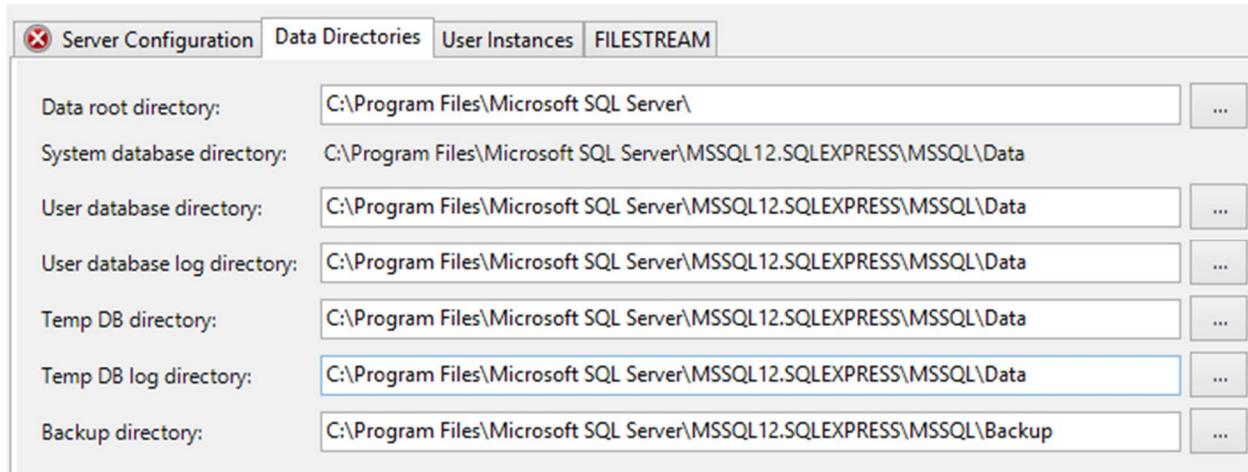 Server Configuration Data Directories User Instances FILESTREAM
Data root directory: C:\Program Files\Microsoft SQL Server\ ...
System database directory: C:\Program Files\Microsoft SQL Server\MSSQL12.SQLEXPRESS\MSSQL\Data
User database directory: C:\Program Files\Microsoft SQL Server\MSSQL12.SQLEXPRESS\MSSQL\Data ...
User database log directory: C:\Program Files\Microsoft SQL Server\MSSQL12.SQLEXPRESS\MSSQL\Data ...
Temp DB directory: C:\Program Files\Microsoft SQL Server\MSSQL12.SQLEXPRESS\MSSQL\Data ...
Temp DB log directory: C:\Program Files\Microsoft SQL Server\MSSQL12.SQLEXPRESS\MSSQL\Data ...
Backup directory: C:\Program Files\Microsoft SQL Server\MSSQL12.SQLEXPRESS\MSSQL\Backup ...